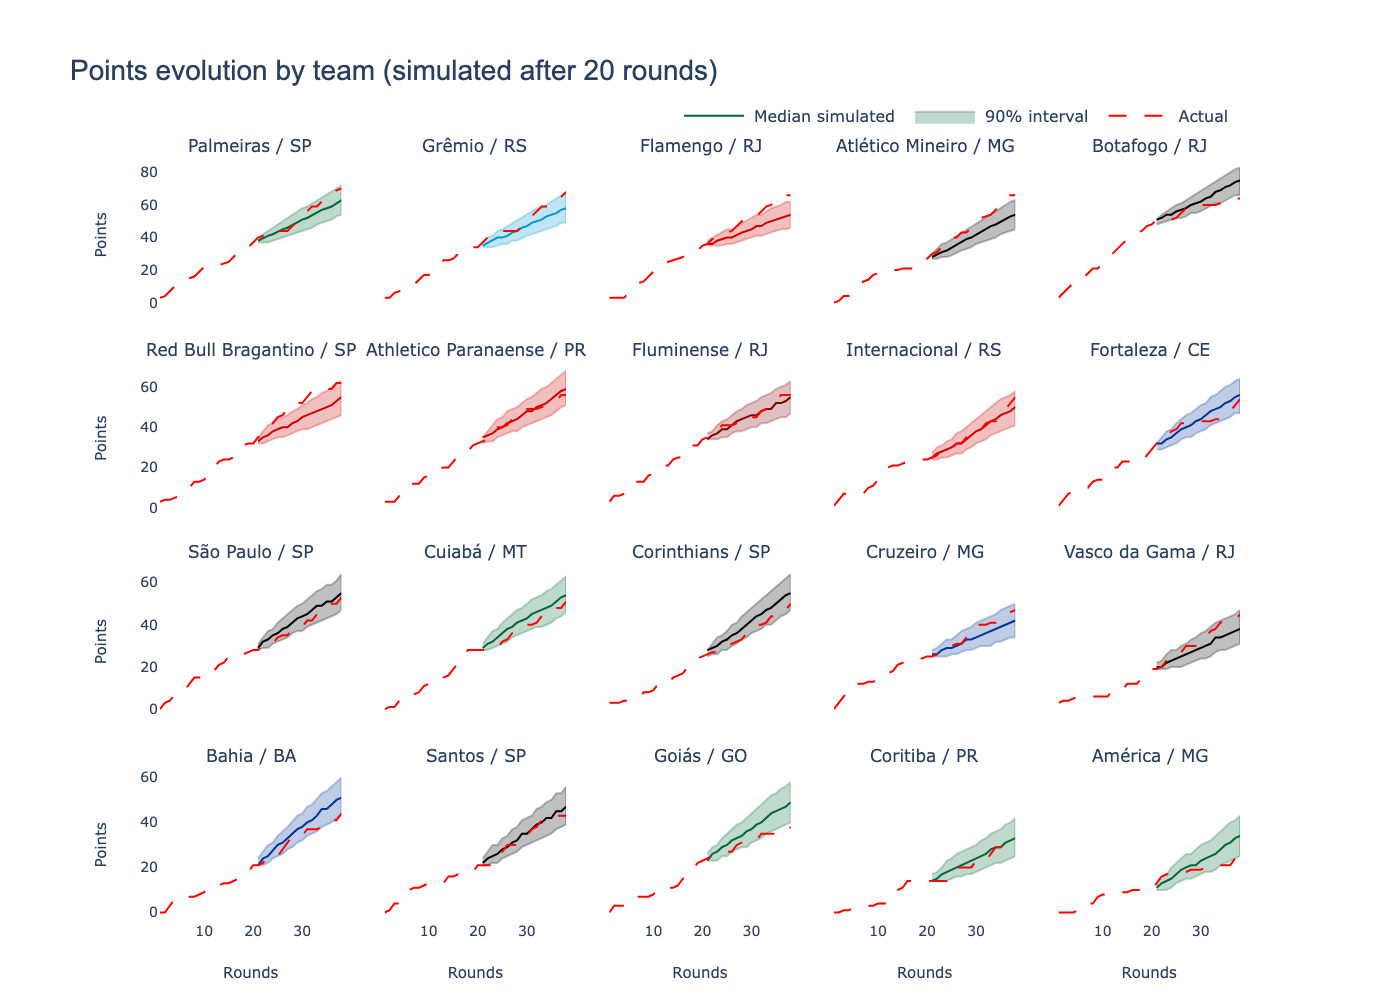 Points evolution by team (simulated after 20 rounds)
Median simulated 90% interval Actual
Palmeiras / SP Grêmio / RS Flamengo / RJ Atlético Mineiro / MG Botafogo / RJ
80
60
40
20
0
Points
Red Bull Bragantino / SP Athletico Paranaense / PR Fluminense / RJ Internacional / RS Fortaleza / CE
60
40
20
0
Points
São Paulo / SP Cuiabá / MT Corinthians / SP Cruzeiro / MG Vasco da Gama / RJ
60
40
20
0
Points
Bahia / BA Santos / SP Goiás / GO Coritiba / PR América / MG
60
40
20
0
Points
10 20 30 10 20 30 10 20 30 10 20 30 10 20 30
Rounds Rounds Rounds Rounds Rounds